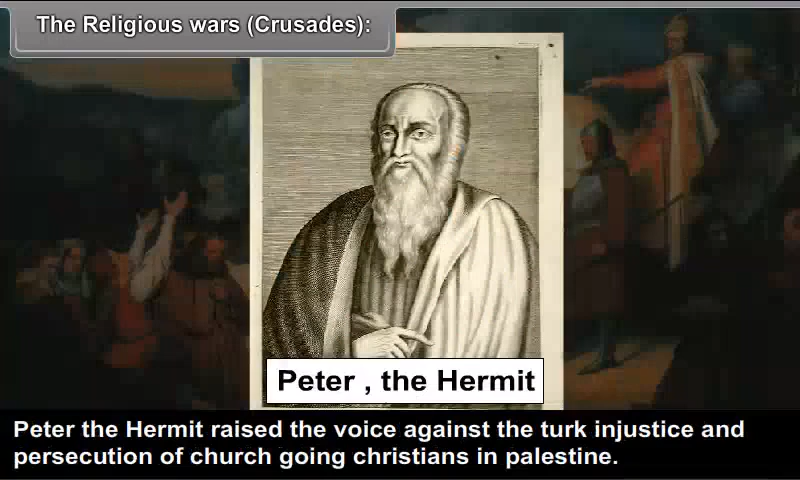 The Religious wars (Crusades):
Peter , the Hermit
Peter the Hermit raised the voice against the turk injustice and
persecution of church going christians in palestine.